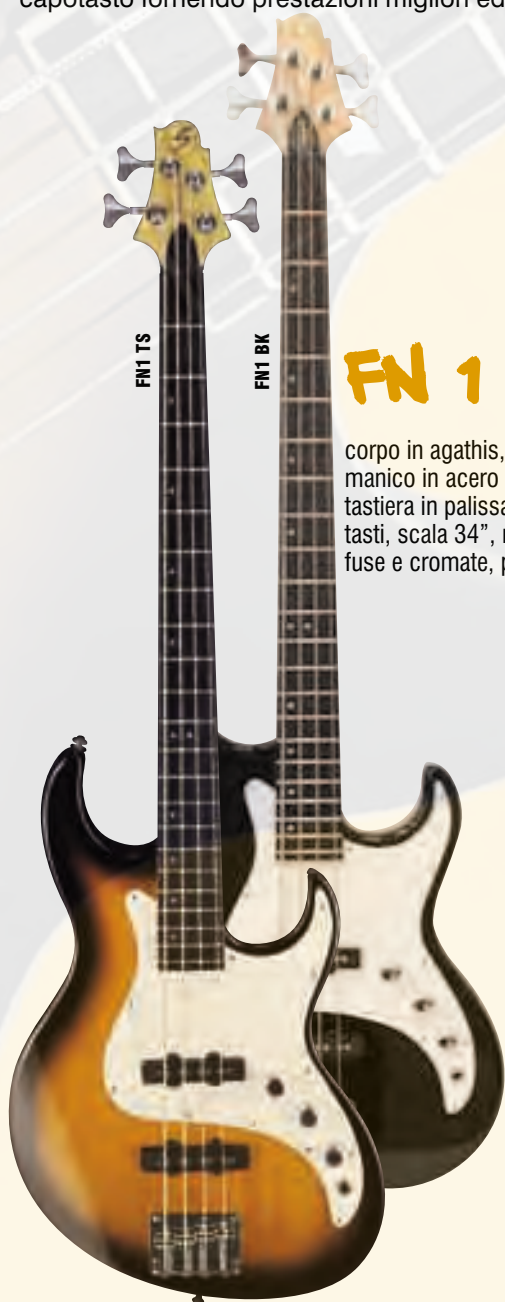 capotasto fornendo prestazioni migliori ed
FN1 TS
FN1 BK
FN 1
corpo in agathis,
manico in acero
tastiera in palissa
tasti, scala 34”,
fuse e cromate, p